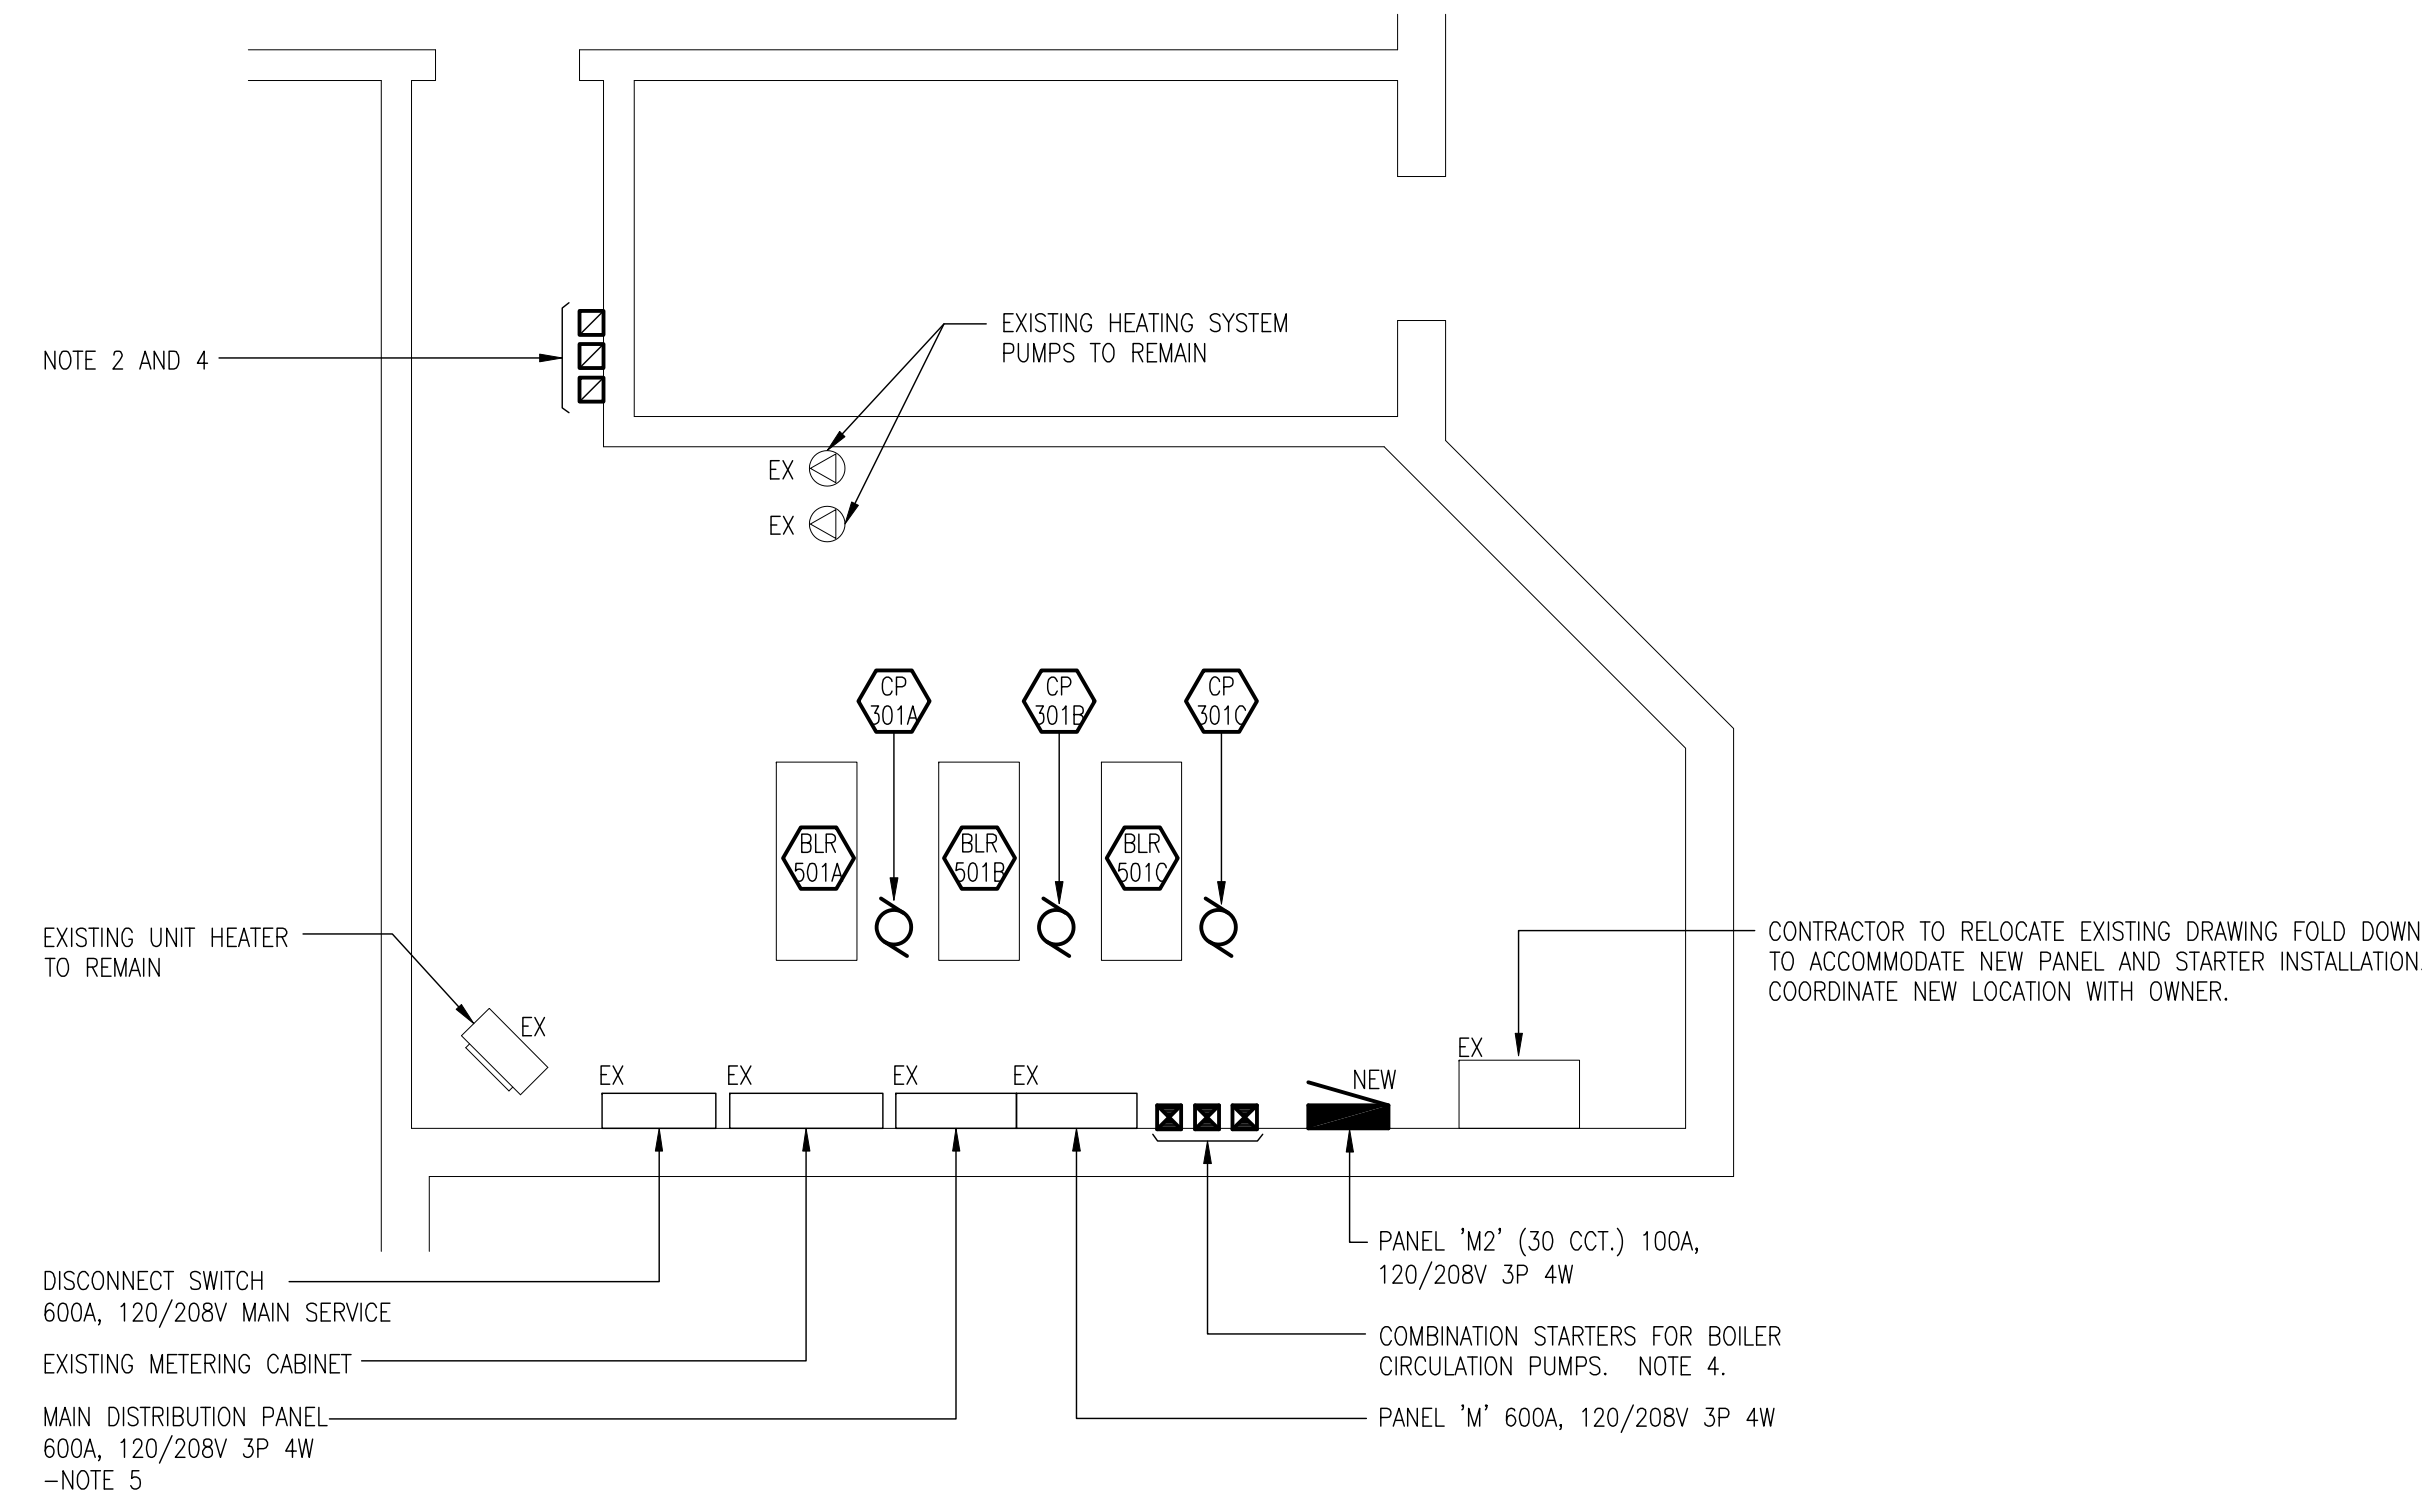 NOTE 2 AND 4
EXISTING HEATING SYSTEM
PUMPS TO REMAIN
EX
EX
CP
301A
CP
301B
CP
301C
BLR
501A
BLR
501B
BLR
501C
EXISTING UNIT HEATER
TO REMAIN
EX
CONTRACTOR TO RELOCATE EXISTING DRAWING FOLD DOWN
TO ACCOMMODATE NEW PANEL AND STARTER INSTALLATION.
COORDINATE NEW LOCATION WITH OWNER.
EX
EX
EX
EX
EX
NEW
DISCONNECT SWITCH
600A, 120/208V MAIN SERVICE
EXISTING METERING CABINET
MAIN DISTRIBUTION PANEL
600A, 120/208V 3P 4W
-NOTE 5
PANEL 'M2' (30 CCT.) 100A,
120/208V 3P 4W
COMBINATION STARTERS FOR BOILER
CIRCULATION PUMPS. NOTE 4.
PANEL 'M' 600A, 120/208V 3P 4W